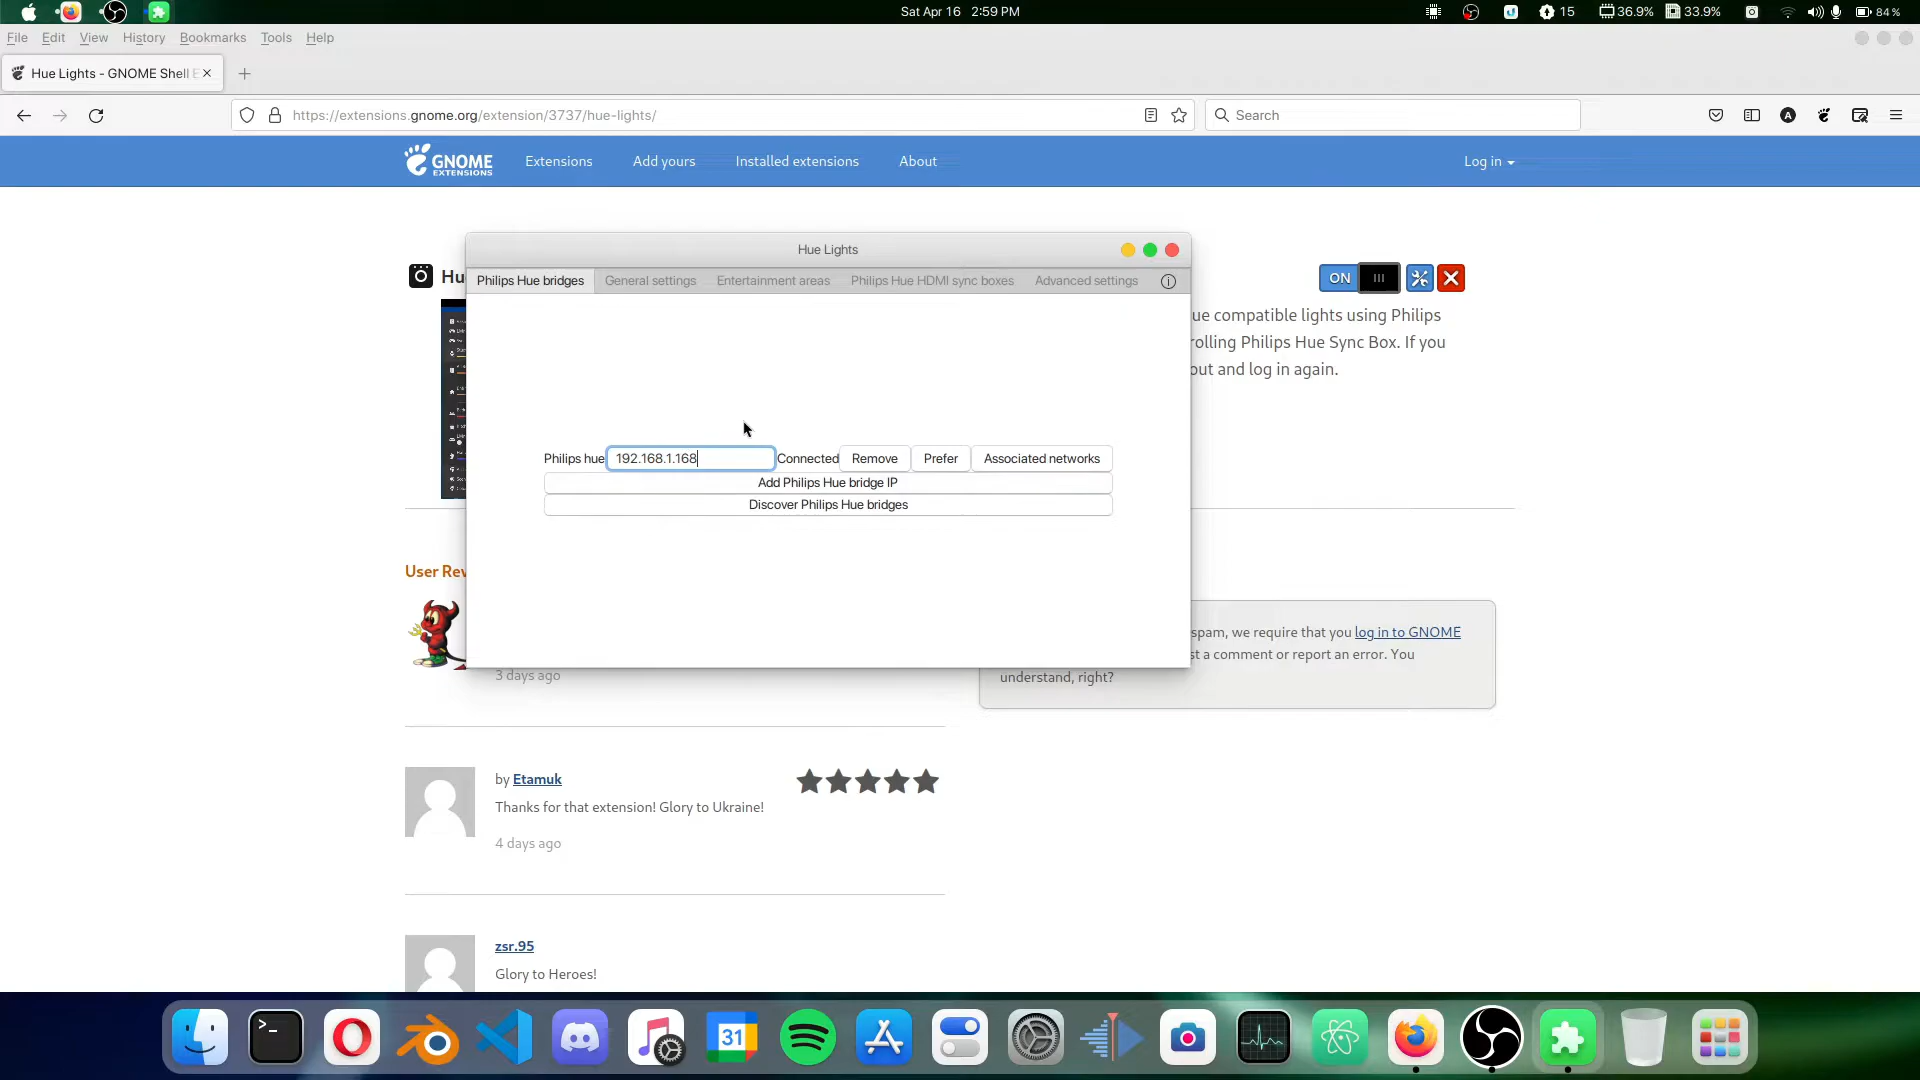 Sat Apr 16 2:59 PM
15
36.9%
33.9%
84 %
File Edit View History Bookmarks Tools Help
Hue Lights - GNOME Shell E
https://extensions.gnome.org/extension/3737/hue-lights/
Search
A
GNOME
EXTENSIONS
Extensions
Add yours
Installed extensions
About
Log in
Hue Lights
Hu
ON
Philips Hue bridges
General settings
Entertainment areas
Philips Hue HDMI sync boxes
Advanced settings
ue compatible lights using Philips
rolling Philips Hue Sync Box. If you
out and log in again.
Philips hue 192.168.1.168 Connected Remove Prefer Associated networks
Add Philips Hue bridge IP
Discover Philips Hue bridges
User Rev
spam, we require that you log in to GNOME
st a comment or report an error. You
understand, right?
3 days ago
by Etamuk
Thanks for that extension! Glory to Ukraine!
4 days ago
zsr.95
Glory to Heroes!
>_
31